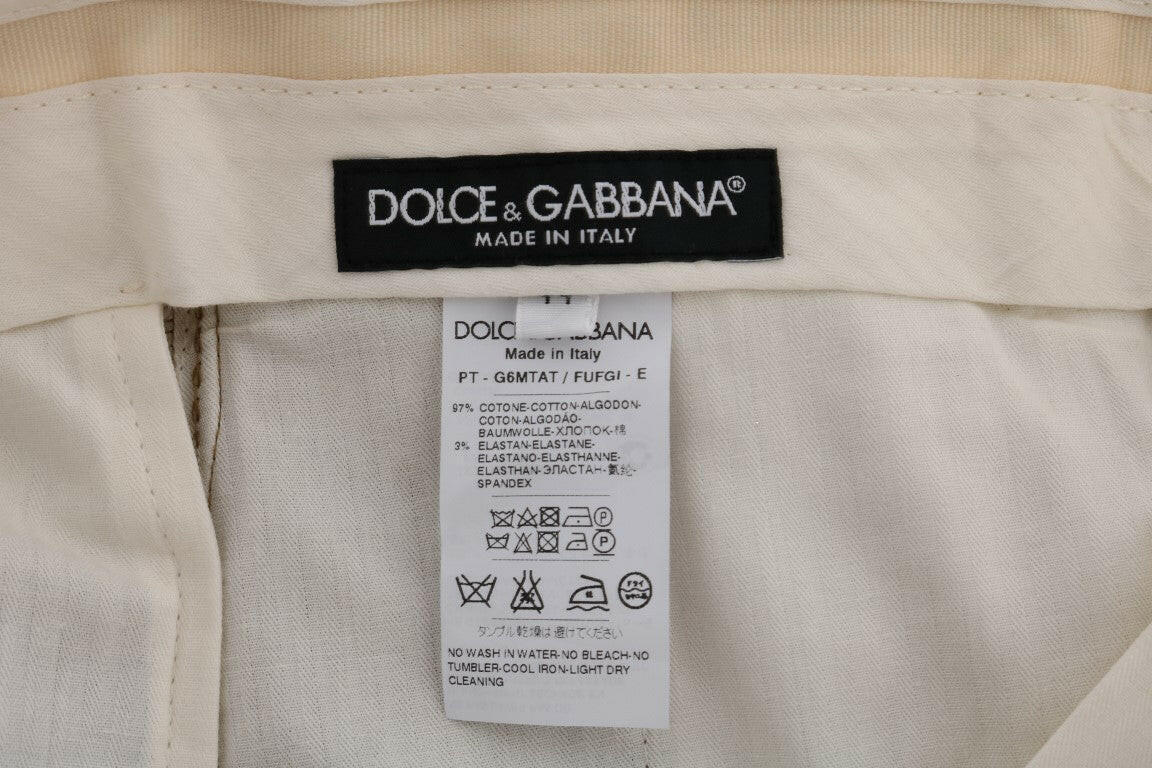 DOLCE & GABBANA®
MADE IN ITALY
Made in Italy
PT - G6MTAT / FUFGI - E
97% COTONE-COTTON-ALGODON-
COTON-ALGODÃO-
BAUMWOLLE-ХЛОПОК-棉
3% ELASTAN-ELASTANE-
ELASTANO-ELASTHANNE-
ELASTHAN-ЭЛАСТАН-氨纶-
SPANDEX
P
P
ドライ
タンブル乾燥は避けてください
NO WASH IN WATER-NO BLEACH-NO
TUMBLER-COOL IRON-LIGHT DRY
CLEANING